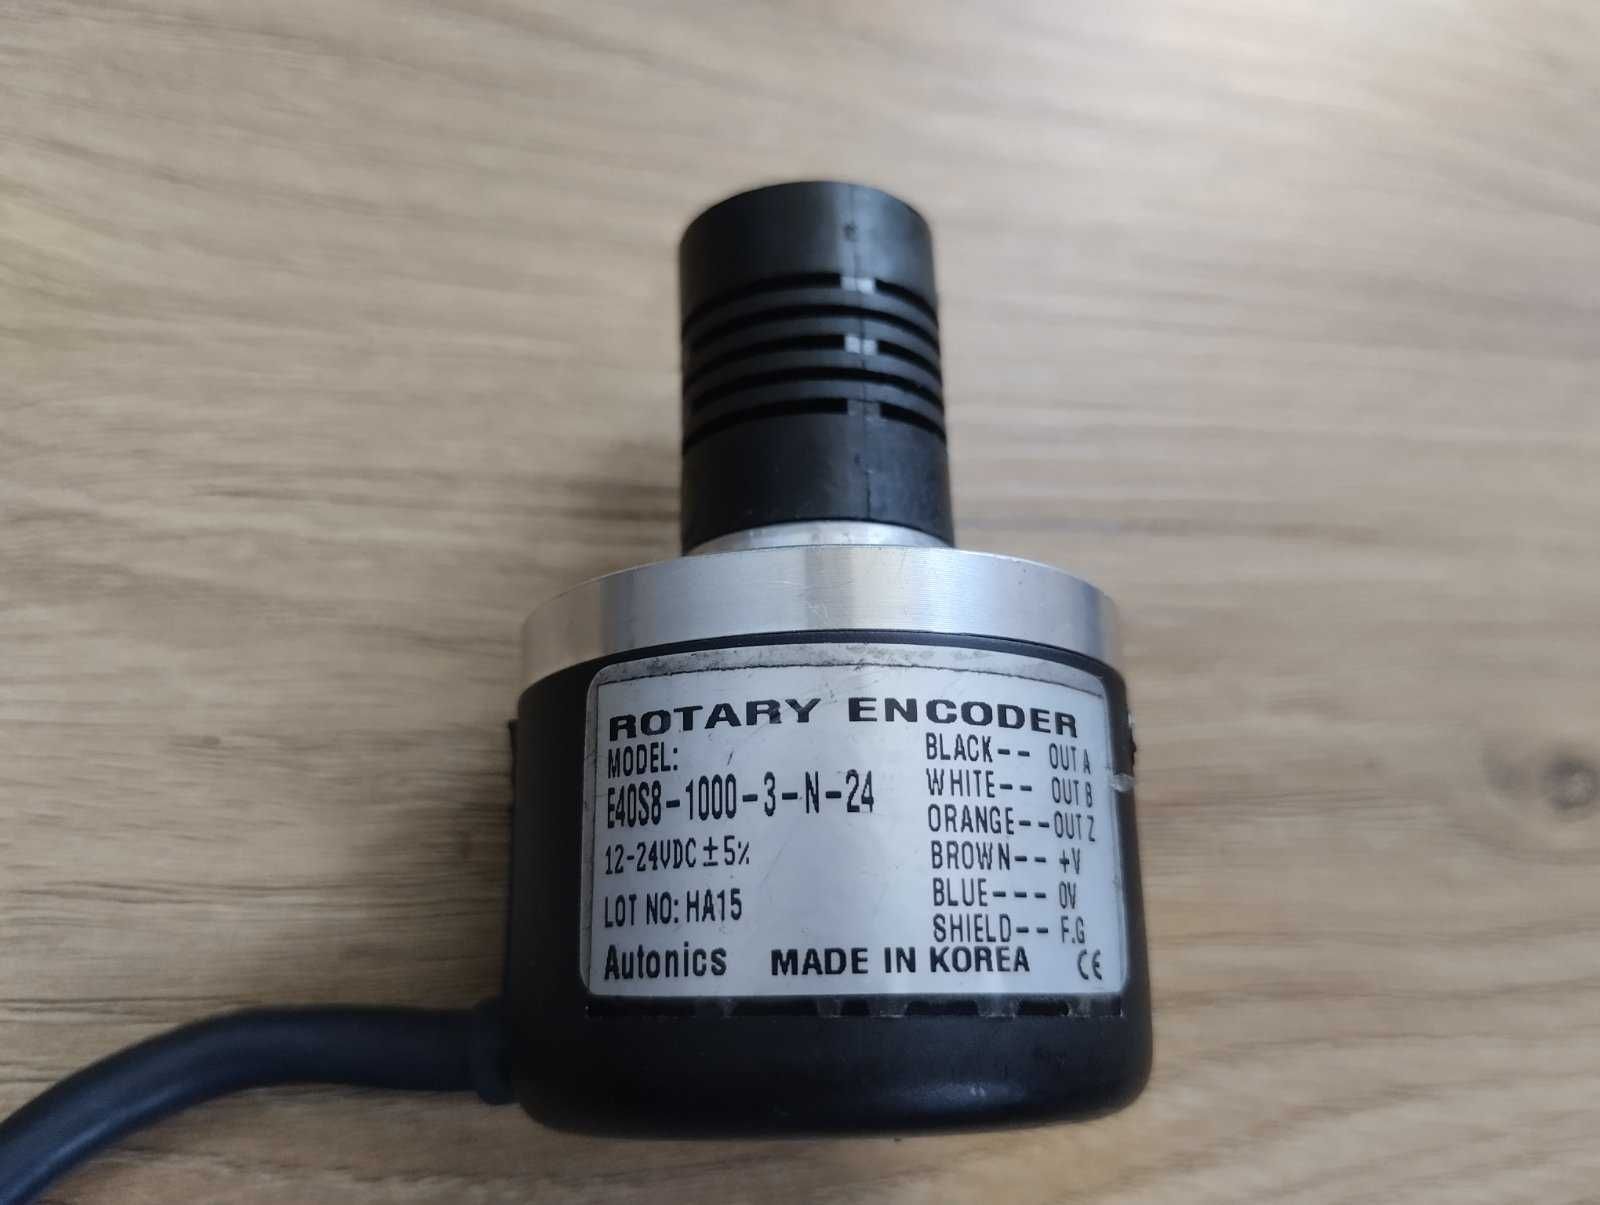 ROTARY ENCODER
MODEL:
E40S8-1000-3-N-24
12-24VDC ± 5%
LOT NO: HA15
Autonics MADE IN KOREA CE
BLACK-- OUT A
WHITE-- OUT B
ORANGE--OUT Z
BROWN-- +V
BLUE--- 0V
SHIELD-- F.G